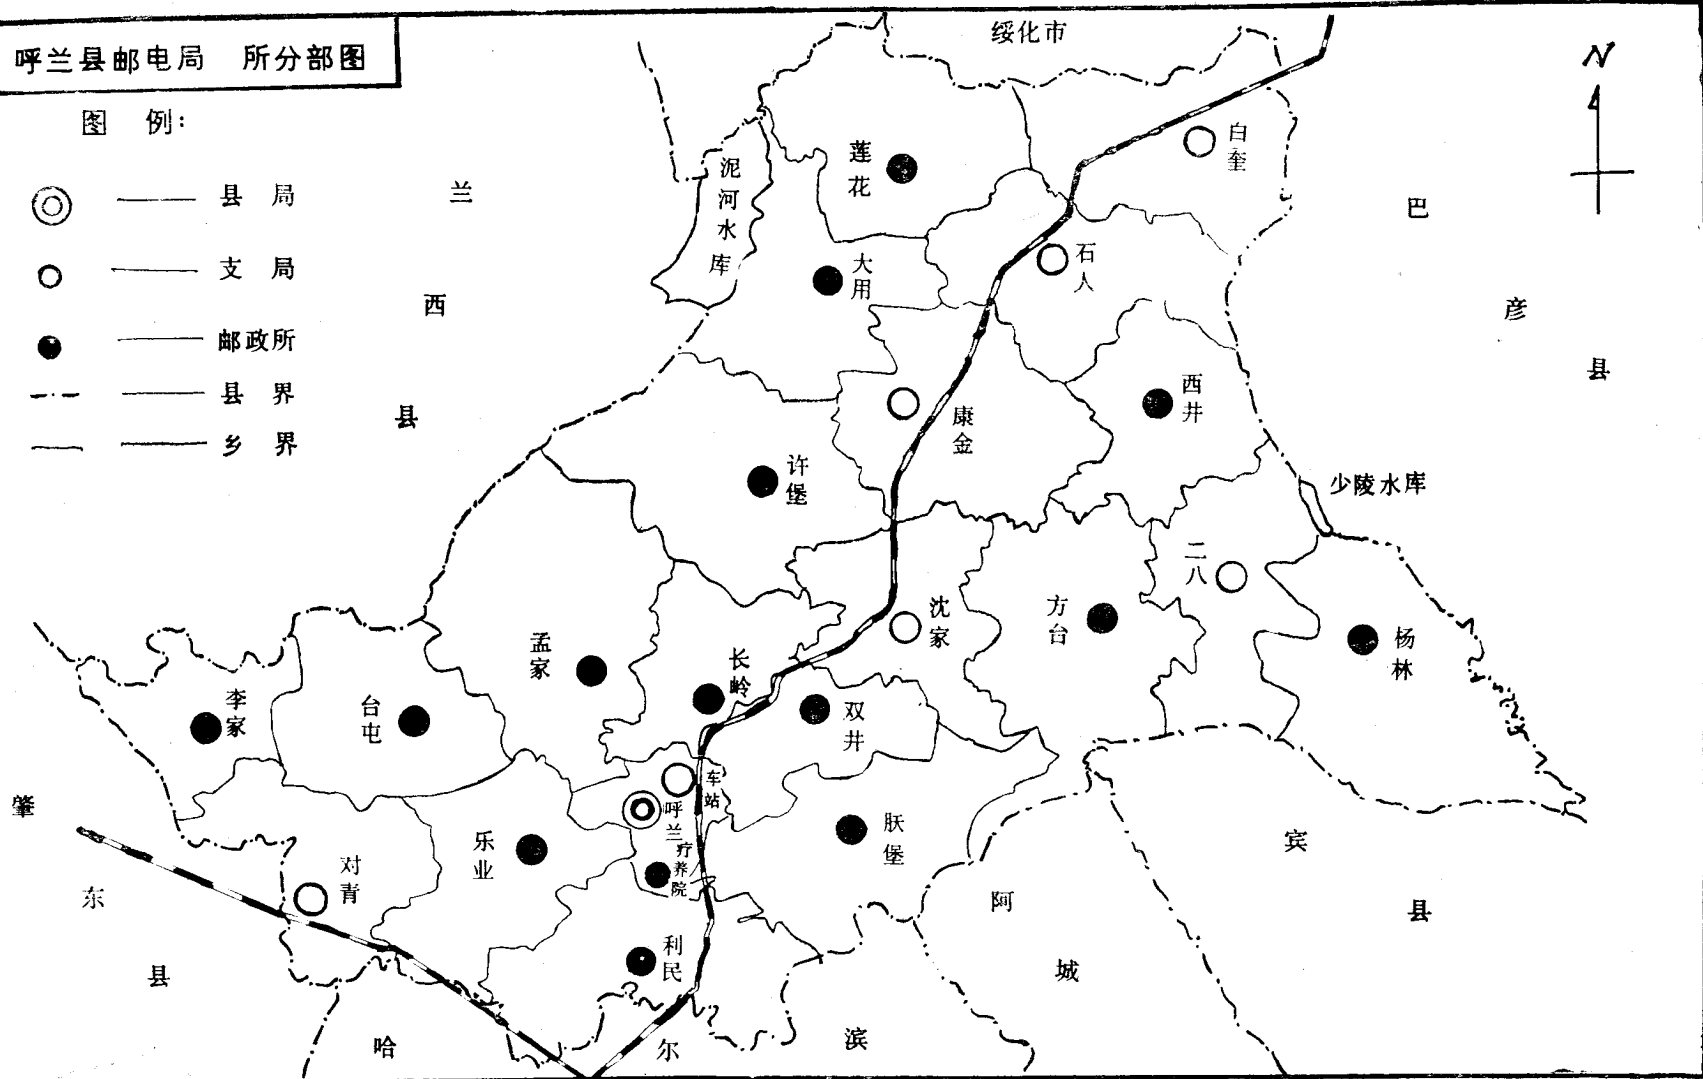 呼兰县邮电局 所分部图
图 例：
县 局
支 局
邮政所
县 界
乡 界
N
绥化市
兰西县
巴彦县
泥河水库
莲花
白奎
大用
石人
康金
西井
许堡
少陵水库
二八
沈家
方台
杨林
孟家
长岭
双井
李家
台屯
车站
呼兰
疗养院
肤堡
乐业
对青
利民
肇东县
哈尔滨
阿城
宾县